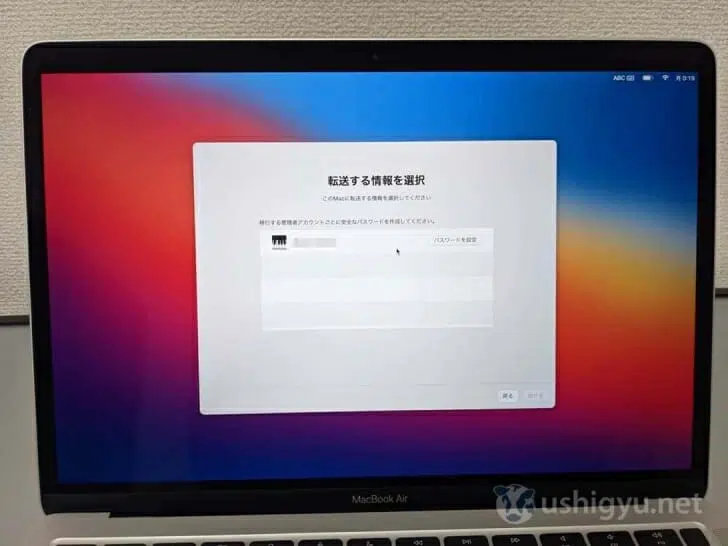 ABC
月 0:15
転送する情報を選択
このMacに転送する情報を選択してください
移行する管理者アカウントごとに安全なパスワードを作成してください。
パスワードを設定
戻る
続ける
MacBook Air
ushigyu.net